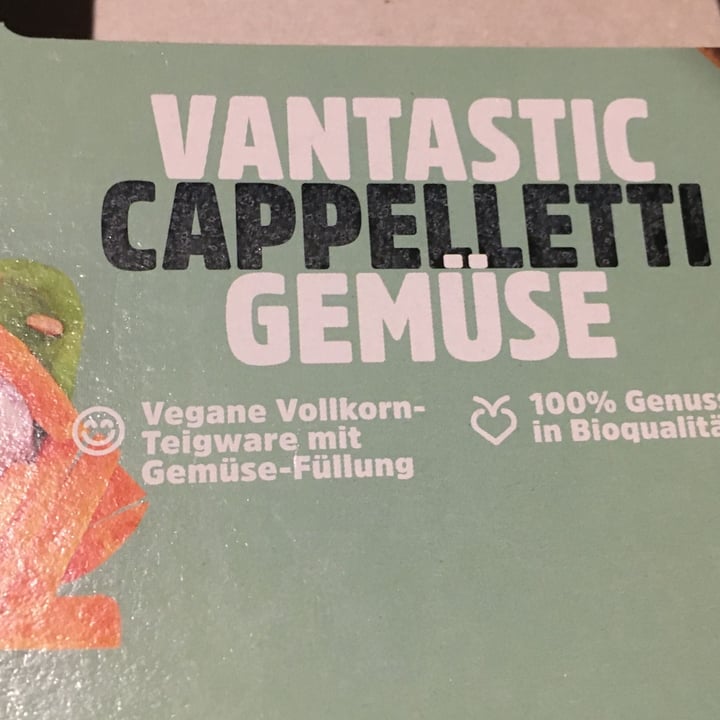 VANTASTIC
CAPPELLETTI
GEMÜSE
Vegane Vollkorn-
Teigware mit
Gemüse-Füllung
100% Genuss
in Bioqualitä